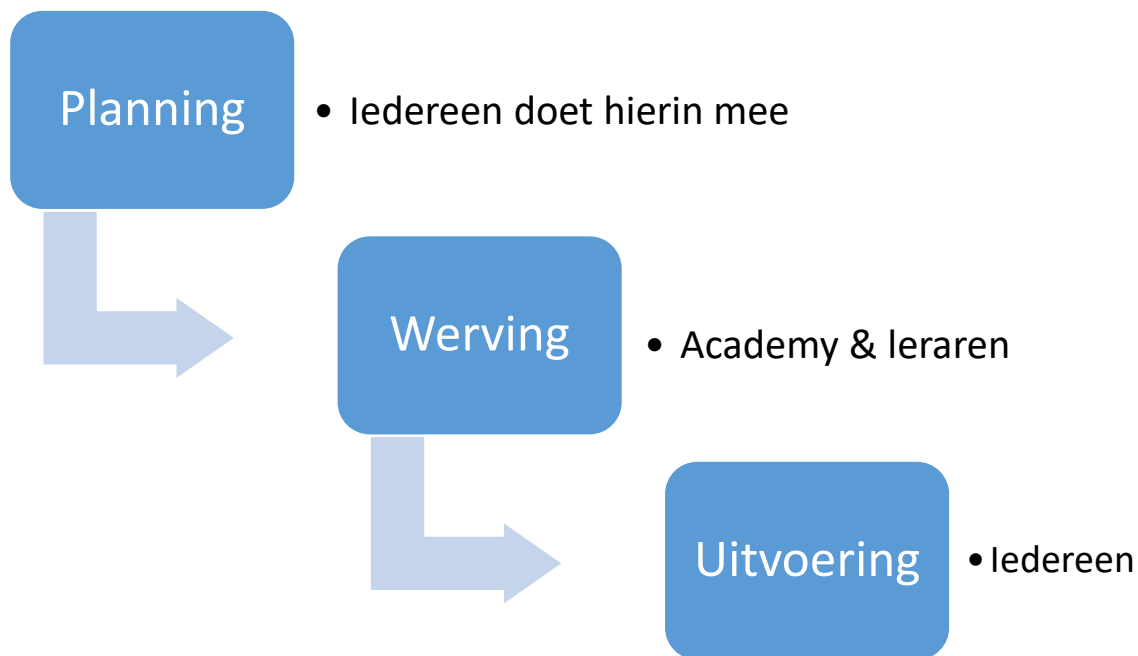 Planning
• Iedereen doet hierin mee
Werving
• Academy & leraren
Uitvoering
• Iedereen